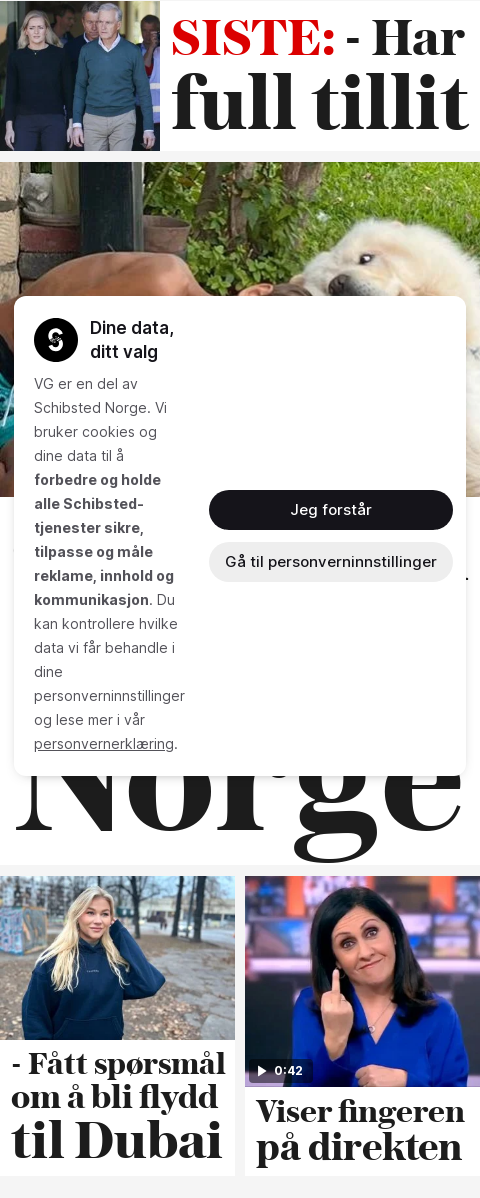 SISTE: - Har
full tillit
Dine data,
ditt valg
VG er en del av
Schibsted Norge. Vi
bruker cookies og
dine data til å
forbedre og holde
alle Schibsted-
tjenester sikre,
tilpasse og måle
reklame, innhold og
kommunikasjon. Du
kan kontrollere hvilke
data vi får behandle i
dine
personverninnstillinger
og lese mer i vår
personvernerklæring.
Jeg forstår
Gå til personverninnstillinger
Norge
- Fått spørsmål
om å bli flydd
til Dubai
0:42
Viser fingeren
på direkten